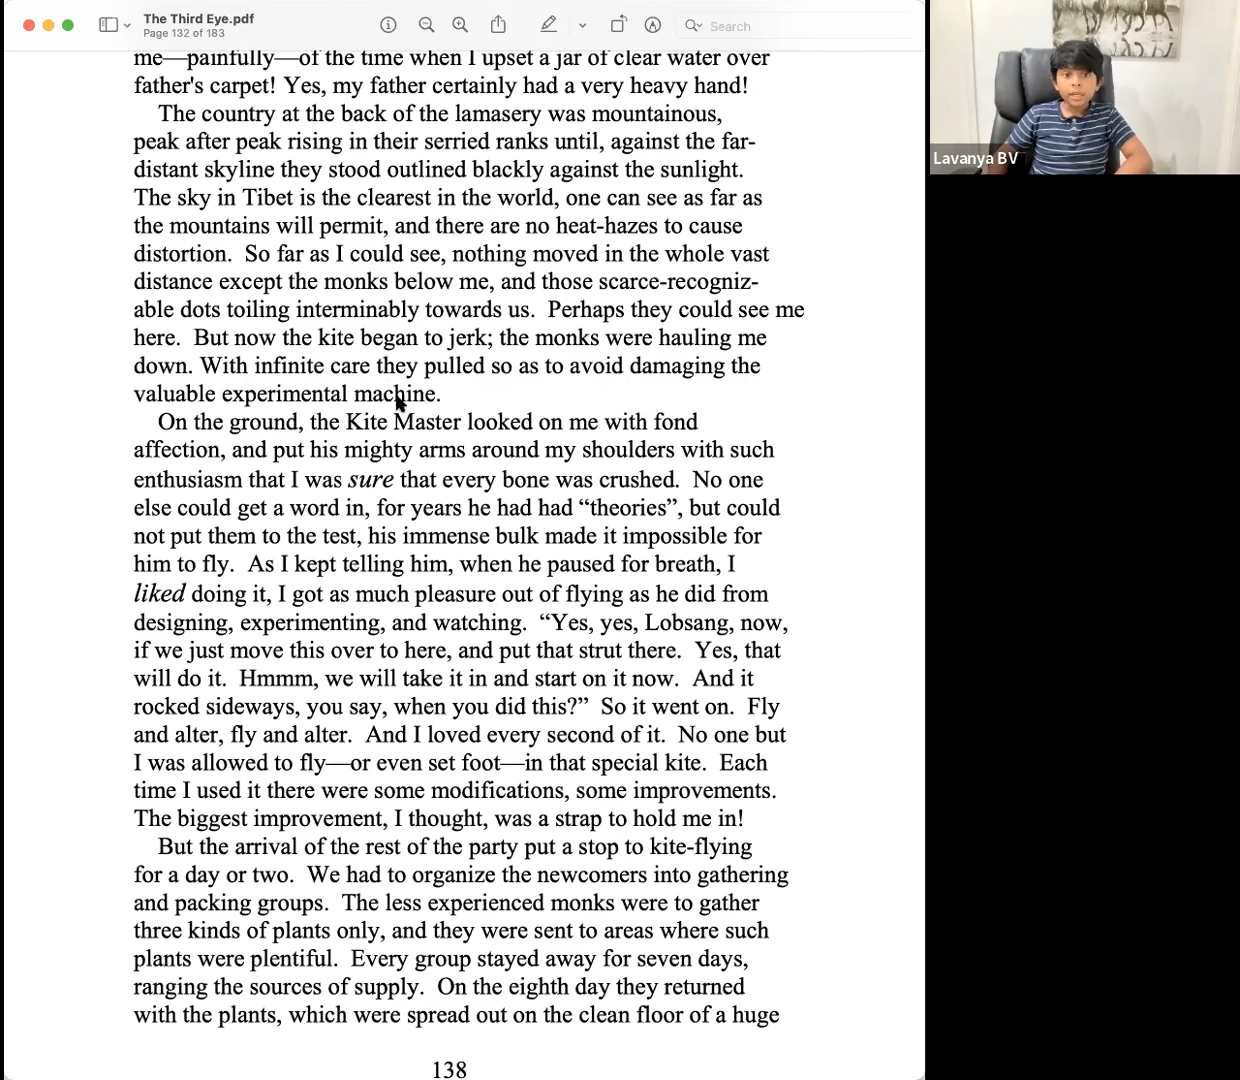 The Third Eye.pdf
Page 132 of 183
Search
me—painfully—of the time when I upset a jar of clear water over
father's carpet! Yes, my father certainly had a very heavy hand!
The country at the back of the lamasery was mountainous,
peak after peak rising in their serried ranks until, against the far-
distant skyline they stood outlined blackly against the sunlight.
The sky in Tibet is the clearest in the world, one can see as far as
the mountains will permit, and there are no heat-hazes to cause
distortion. So far as I could see, nothing moved in the whole vast
distance except the monks below me, and those scarce-recogniz-
able dots toiling interminably towards us. Perhaps they could see me
here. But now the kite began to jerk; the monks were hauling me
down. With infinite care they pulled so as to avoid damaging the
valuable experimental machine.
On the ground, the Kite Master looked on me with fond
affection, and put his mighty arms around my shoulders with such
enthusiasm that I was sure that every bone was crushed. No one
else could get a word in, for years he had had “theories”, but could
not put them to the test, his immense bulk made it impossible for
him to fly. As I kept telling him, when he paused for breath, I
liked doing it, I got as much pleasure out of flying as he did from
designing, experimenting, and watching. “Yes, yes, Lobsang, now,
if we just move this over to here, and put that strut there. Yes, that
will do it. Hmmm, we will take it in and start on it now. And it
rocked sideways, you say, when you did this?” So it went on. Fly
and alter, fly and alter. And I loved every second of it. No one but
I was allowed to fly—or even set foot—in that special kite. Each
time I used it there were some modifications, some improvements.
The biggest improvement, I thought, was a strap to hold me in!
But the arrival of the rest of the party put a stop to kite-flying
for a day or two. We had to organize the newcomers into gathering
and packing groups. The less experienced monks were to gather
three kinds of plants only, and they were sent to areas where such
plants were plentiful. Every group stayed away for seven days,
ranging the sources of supply. On the eighth day they returned
with the plants, which were spread out on the clean floor of a huge
138
Lavanya BV